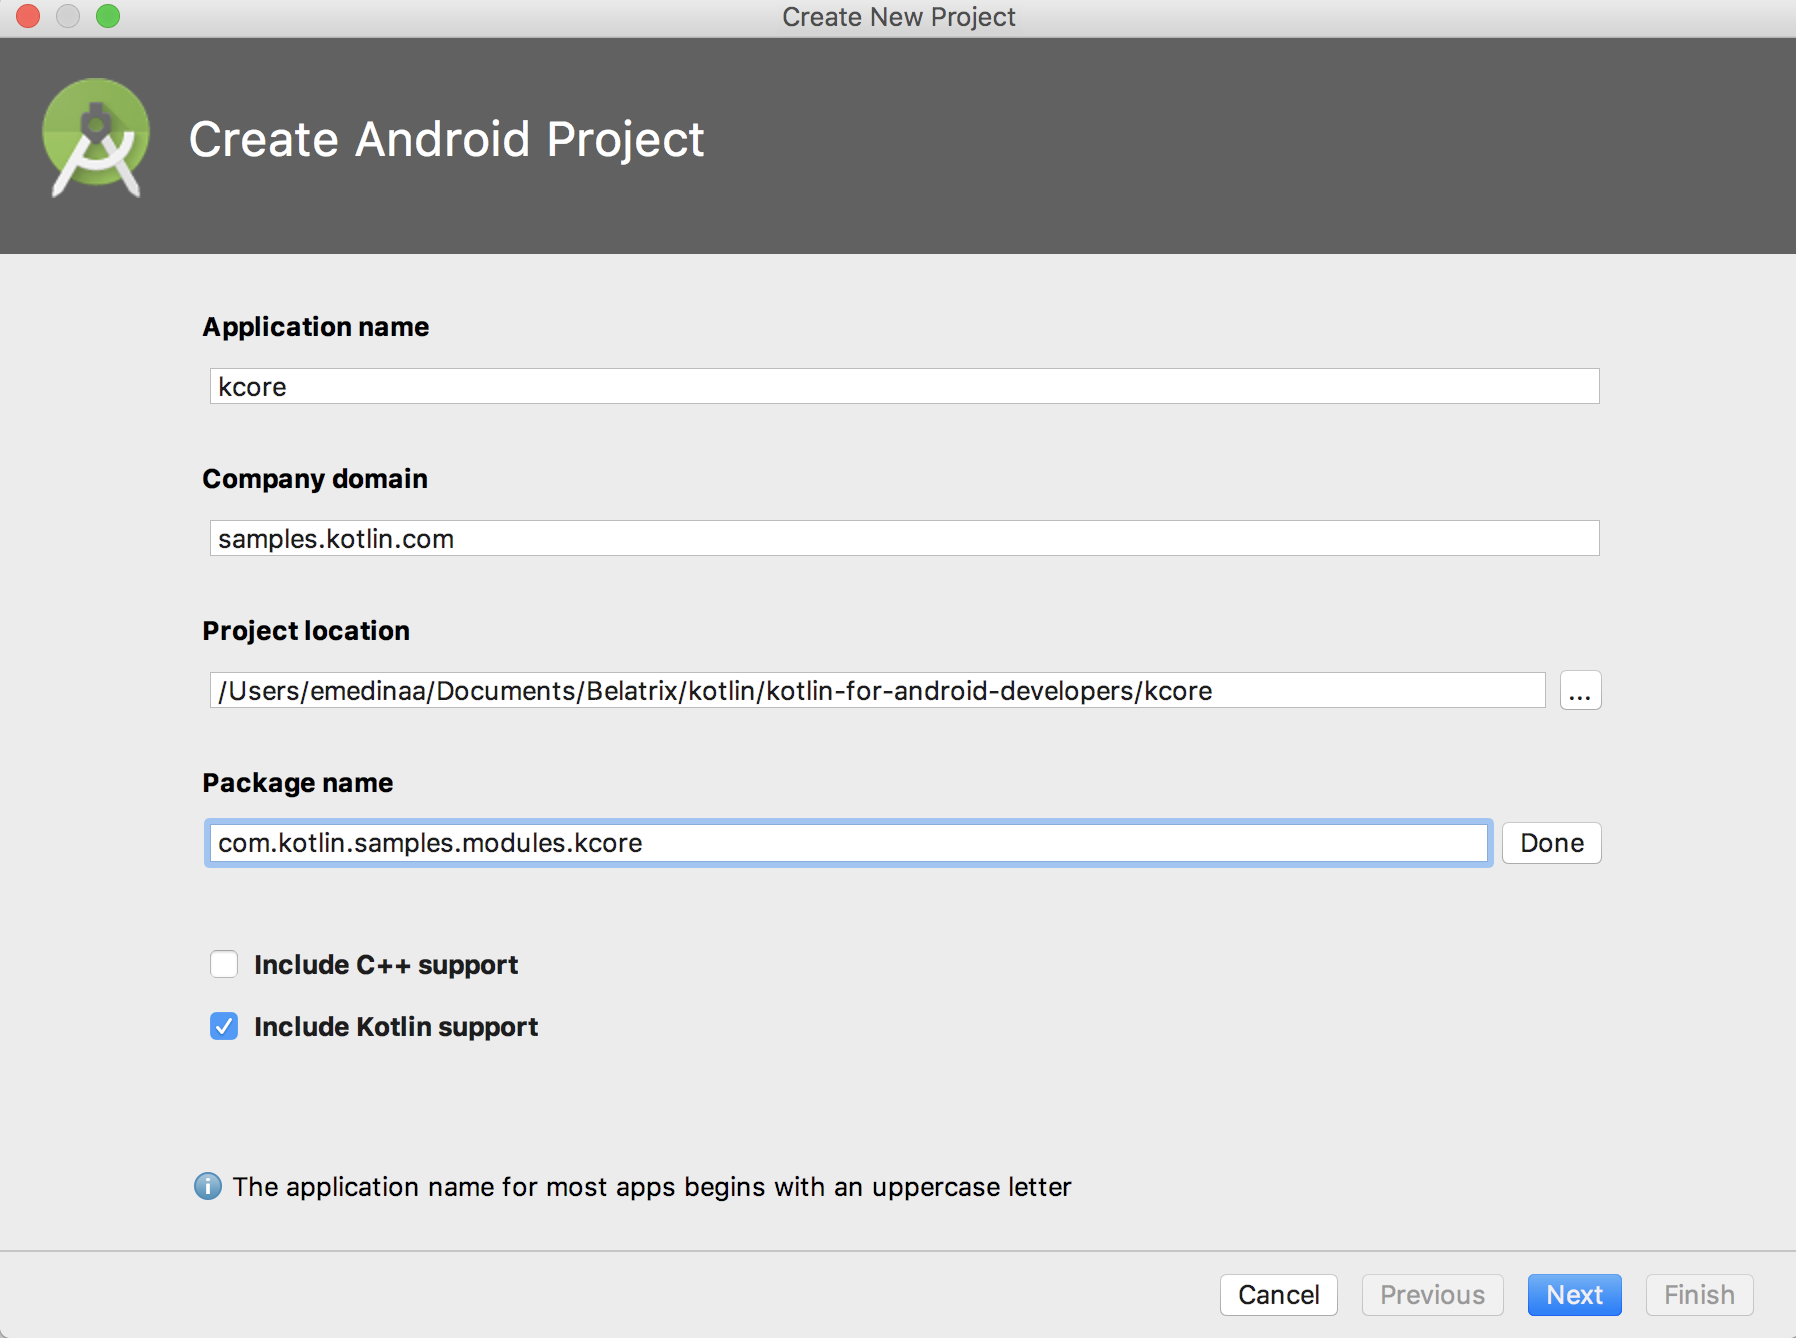 Create New Project
Create Android Project
Application name
kcore
Company domain
samples.kotlin.com
Project location
/Users/emedinaa/Documents/Belatrix/kotlin/kotlin-for-android-developers/kcore
...
Package name
com.kotlin.samples.modules.kcore
Done
Include C++ support
Include Kotlin support
The application name for most apps begins with an uppercase letter
Cancel Previous Next Finish